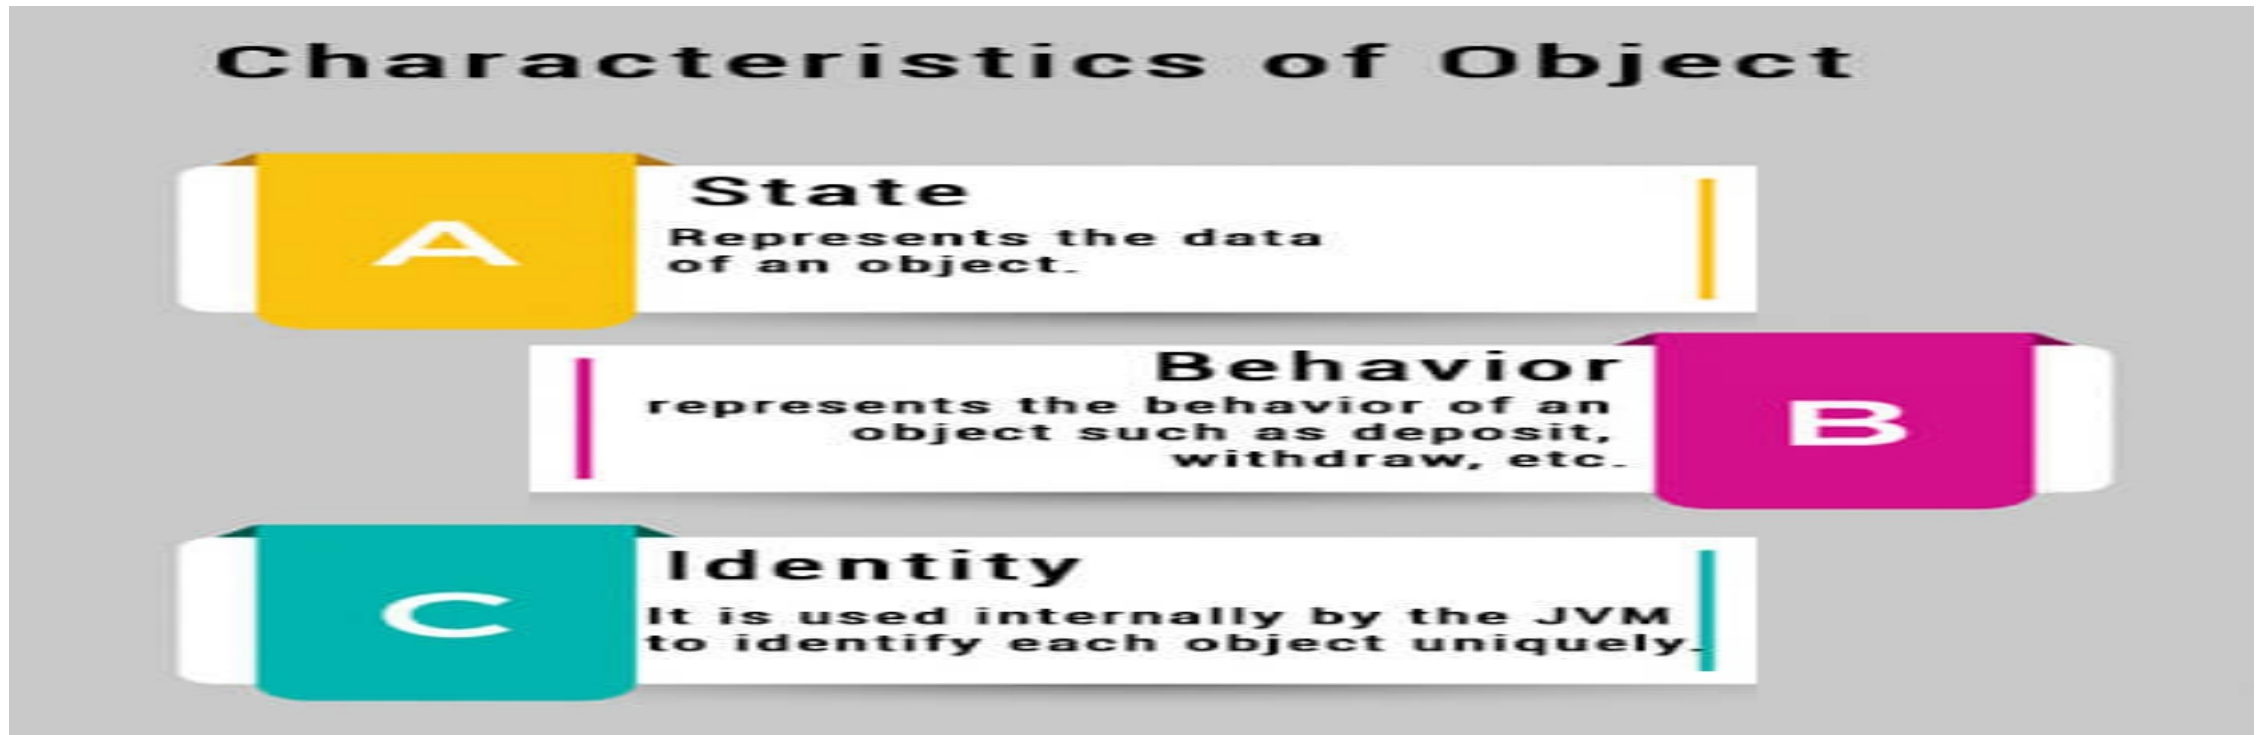 Characteristics of Object
A
State
Represents the data
of an object.
Behavior
represents the behavior of an
object such as deposit,
withdraw, etc.
B
C
Identity
It is used internally by the JVM
to identify each object uniquely.